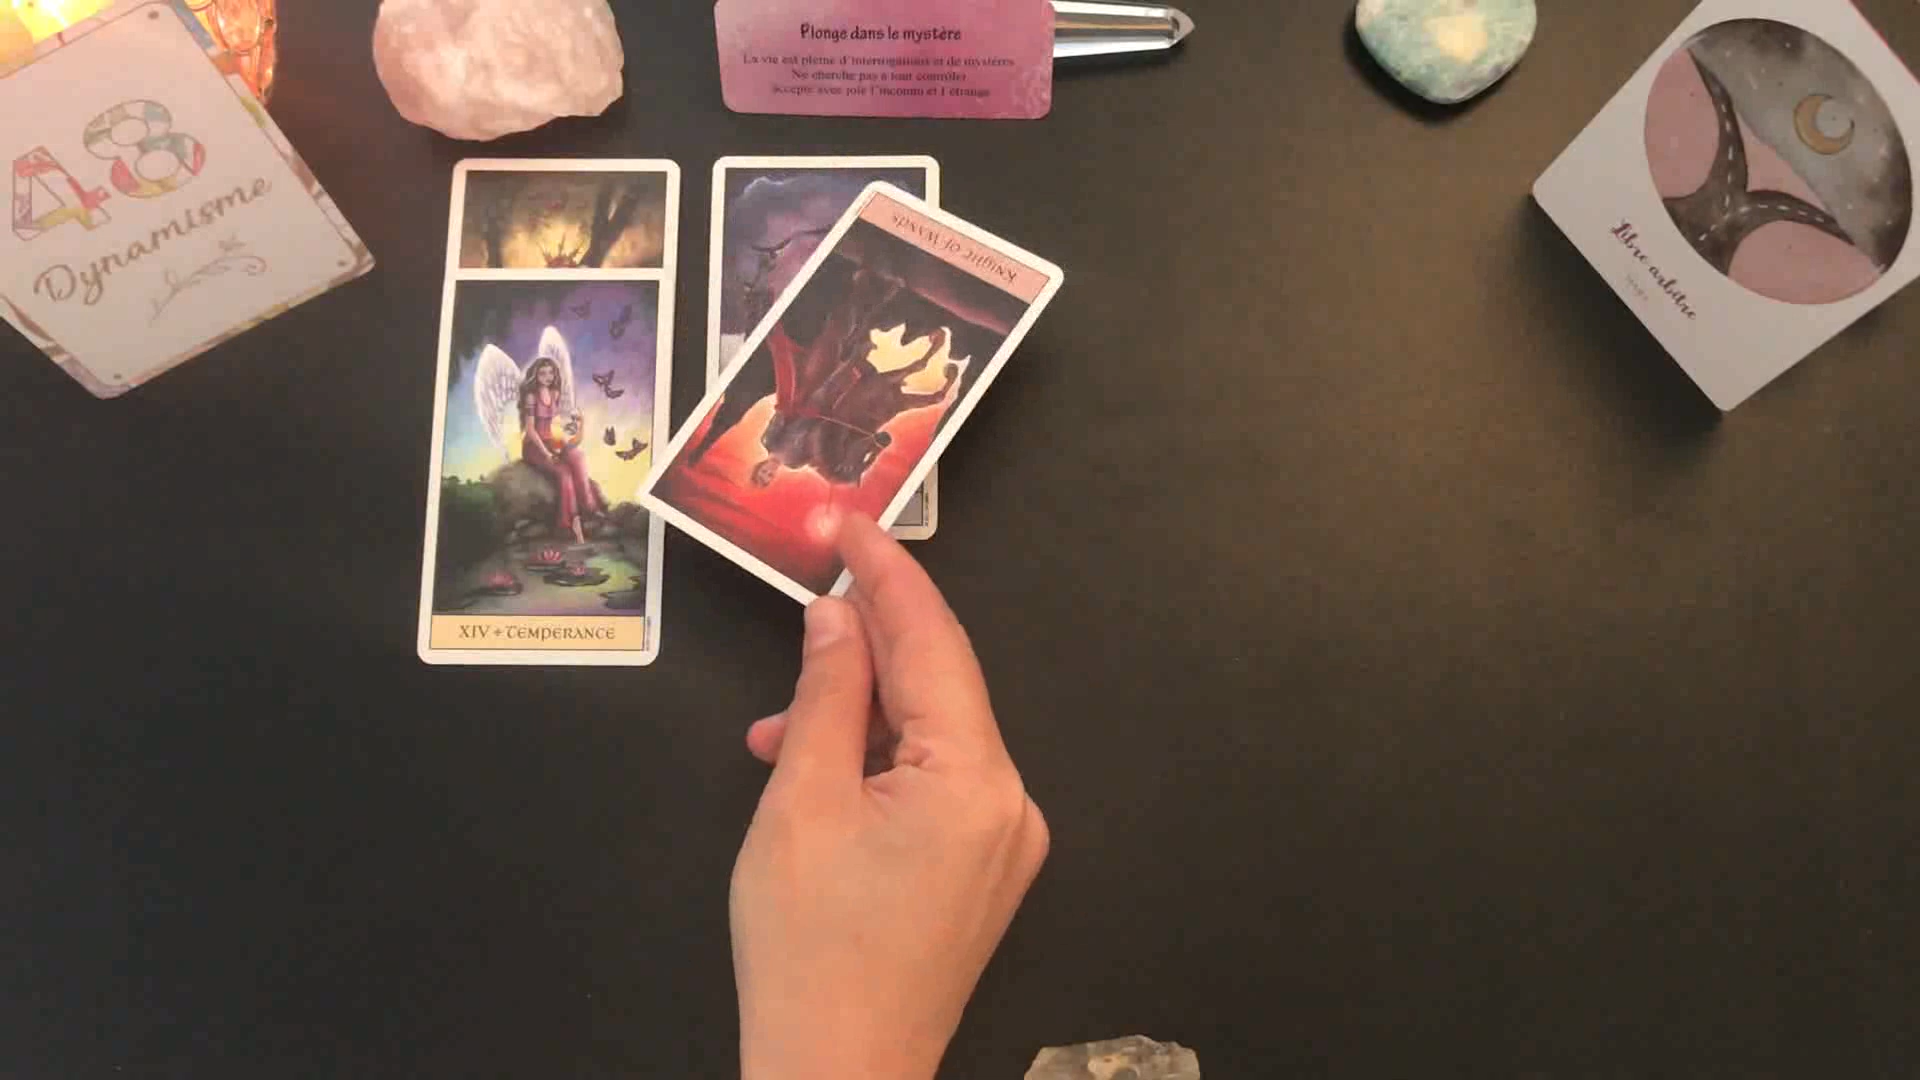 48
Dynamisme
Plonge dans le mystère
La vie est pleine d'interrogations et de mystères
Ne cherche pas à tout contrôler
accepte avec joie l'inconnu et l'étrange
Libre arbitre
Knight of Wands
XIV + TEMPERANCE